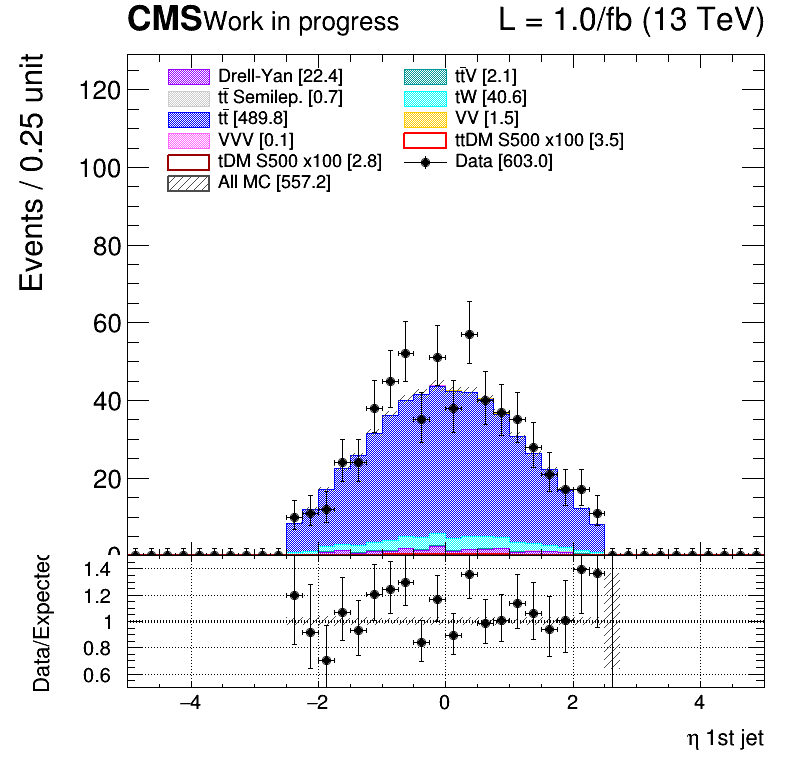 CMS Work in progress L = 1.0/fb (13 TeV)
Events / 0.25 unit
120
100
80
60
40
20
0
Drell-Yan [22.4] tt̄V [2.1]
tt̄ Semilep. [0.7] tW [40.6]
tt̄ [489.8] VV [1.5]
VVV [0.1] ttDM S500 x100 [3.5]
tDM S500 x100 [2.8] Data [603.0]
All MC [557.2]
Data/Expected
1.4
1.2
1
0.8
0.6
−4 −2 0 2 4
η 1st jet